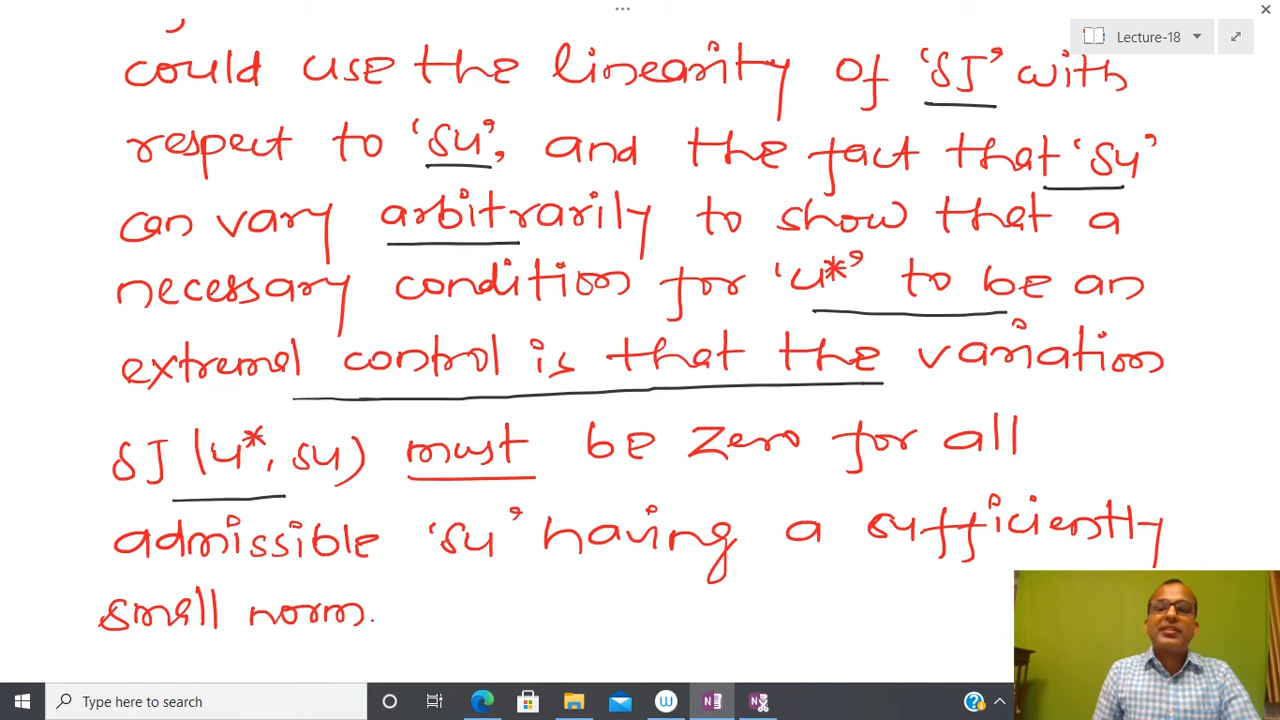 Lecture-18
could use the linearity of 'δJ' with
respect to 'δu', and the fact that 'δu'
can vary arbitrarily to show that a
necessary condition for 'u*' to be an
extremal control is that the variation
δJ(u*, δu) must be zero for all
admissible 'δu' having a sufficiently
small norm.
Type here to search